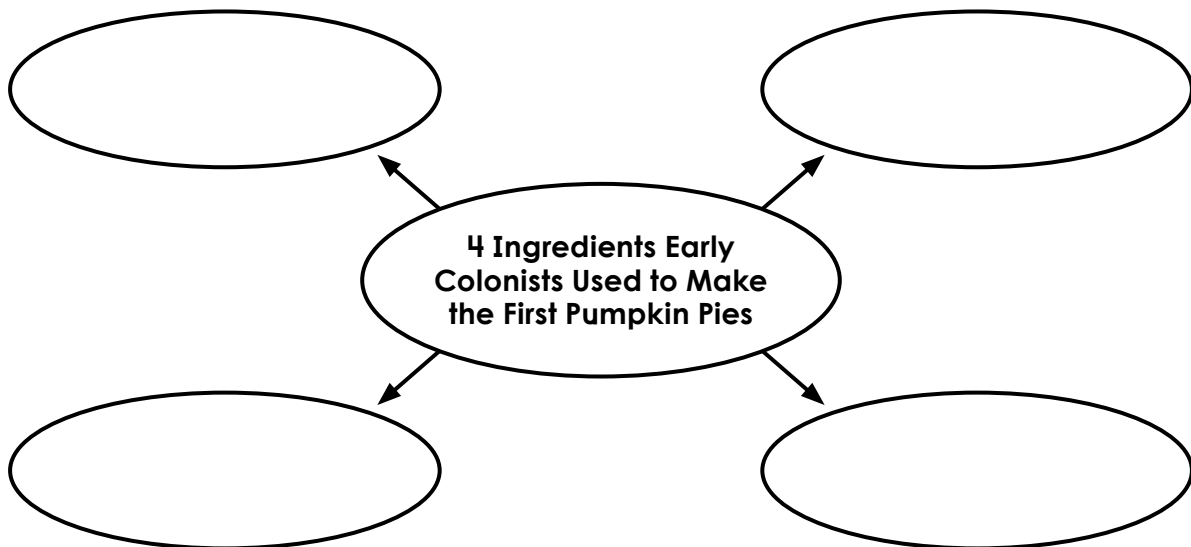 4 Ingredients Early
Colonists Used to Make
the First Pumpkin Pies